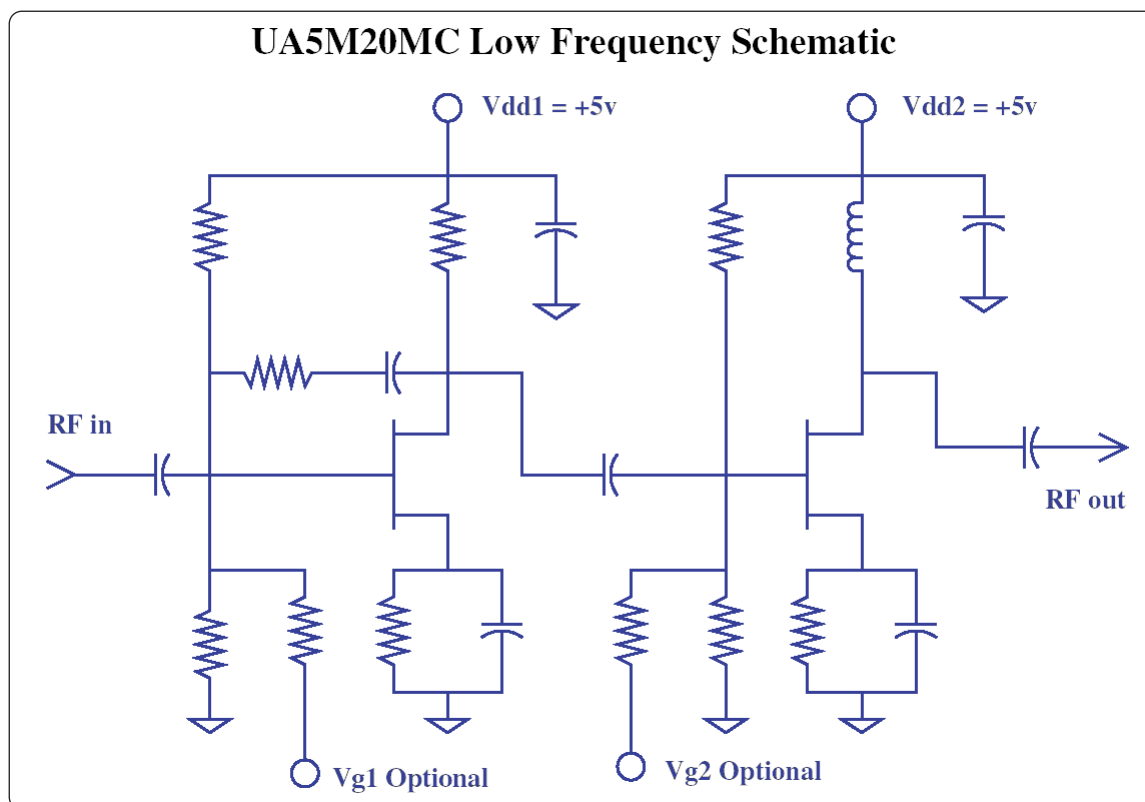 UA5M20MC Low Frequency Schematic
Vdd1 = +5v
Vdd2 = +5v
RF in
RF out
Vg1 Optional
Vg2 Optional